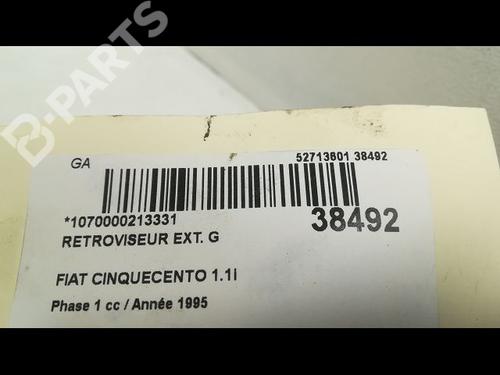 B-PARTS
GA
52713601 38492
*1070000213331
38492
RETROVISEUR EXT. G
FIAT CINQUECENTO 1.1i
Phase 1 cc / Année 1995